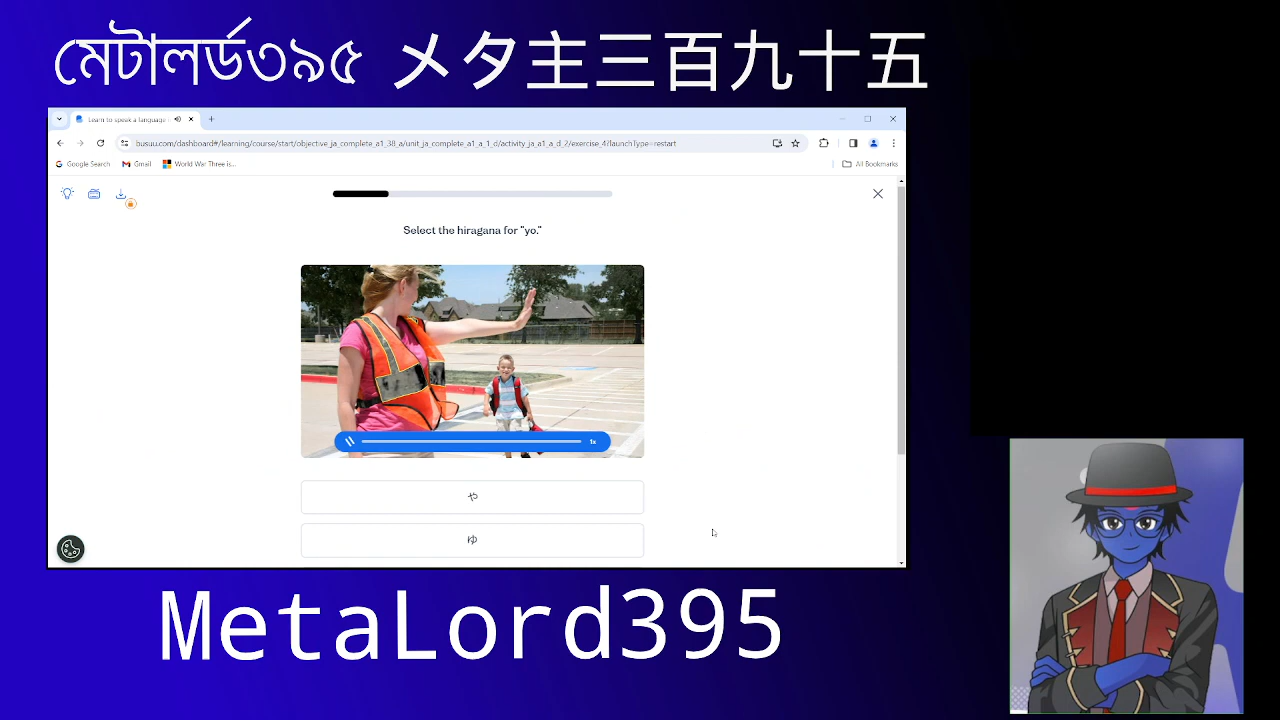 মেটালর্ড৩৯৫ メタ主三百九十五
Learn to speak a language
busuu.com/dashboard#/learning/course/start/objective_ja_complete_a1_38_a/unit_ja_complete_a1_a_1_d/activity_ja_a1_a_d_2/exercise_4?launchType=restart
Google Search Gmail World War Three is... All Bookmarks
Select the hiragana for "yo."
1x
や
ゆ
MetaLord395